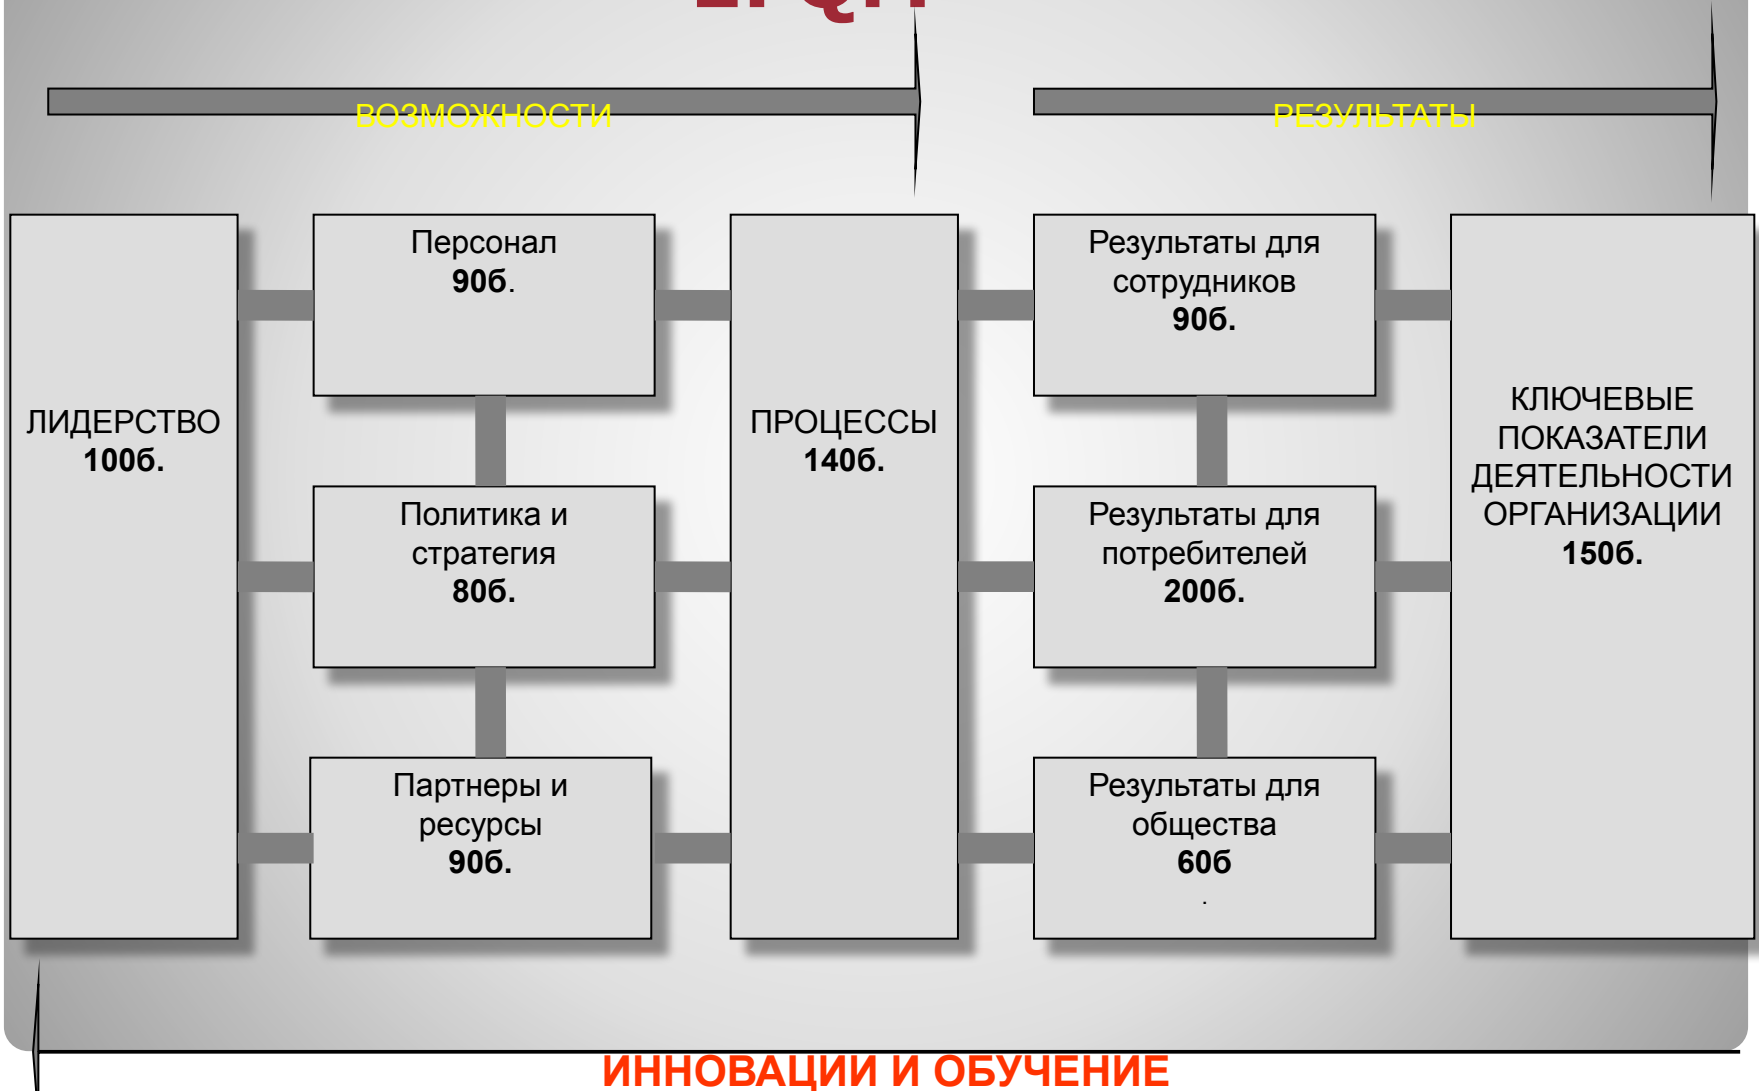 ВОЗМОЖНОСТИ
РЕЗУЛЬТАТЫ
ЛИДЕРСТВО
100б.
Персонал
90б.
Политика и
стратегия
80б.
Партнеры и
ресурсы
90б.
ПРОЦЕССЫ
140б.
Результаты для
сотрудников
90б.
Результаты для
потребителей
200б.
Результаты для
общества
60б
.
КЛЮЧЕВЫЕ
ПОКАЗАТЕЛИ
ДЕЯТЕЛЬНОСТИ
ОРГАНИЗАЦИИ
150б.
ИННОВАЦИИ И ОБУЧЕНИЕ